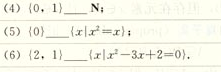 (4) {0, 1}____N;
(5) {0}____{x|x²=x};
(6) {2, 1}____{x|x²-3x+2=0}.